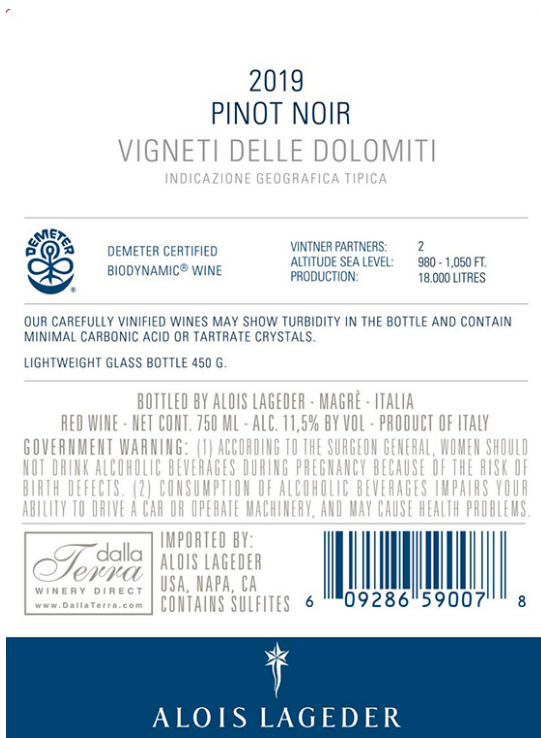 2019
PINOT NOIR
VIGNETI DELLE DOLOMITI
INDICAZIONE GEOGRAFICA TIPICA
DEMETER
®
DEMETER CERTIFIED
BIODYNAMIC® WINE
VINTNER PARTNERS: 2
ALTITUDE SEA LEVEL: 980 - 1,050 FT.
PRODUCTION: 18.000 LITRES
OUR CAREFULLY VINIFIED WINES MAY SHOW TURBIDITY IN THE BOTTLE AND CONTAIN
MINIMAL CARBONIC ACID OR TARTRATE CRYSTALS.
LIGHTWEIGHT GLASS BOTTLE 450 G.
BOTTLED BY ALOIS LAGEDER - MAGRÈ - ITALIA
RED WINE - NET CONT. 750 ML - ALC. 11,5% BY VOL - PRODUCT OF ITALY
GOVERNMENT WARNING: (1) ACCORDING TO THE SURGEON GENERAL, WOMEN SHOULD
NOT DRINK ALCOHOLIC BEVERAGES DURING PREGNANCY BECAUSE OF THE RISK OF
BIRTH DEFECTS. (2) CONSUMPTION OF ALCOHOLIC BEVERAGES IMPAIRS YOUR
ABILITY TO DRIVE A CAR OR OPERATE MACHINERY, AND MAY CAUSE HEALTH PROBLEMS.
dalla
Terra
WINERY DIRECT
www.DallaTerra.com
IMPORTED BY:
ALOIS LAGEDER
USA, NAPA, CA
CONTAINS SULFITES
6 09286 59007 8
ALOIS LAGEDER